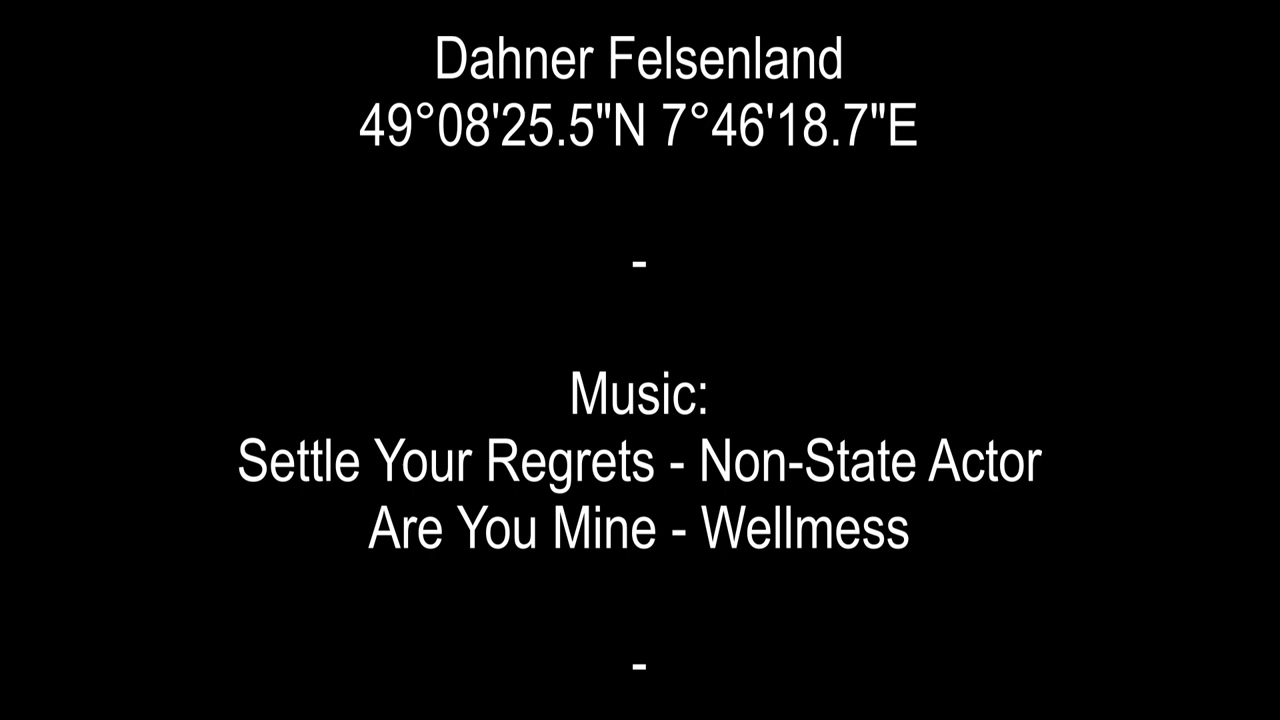 Dahner Felsenland
49°08'25.5"N 7°46'18.7"E
-
Music:
Settle Your Regrets - Non-State Actor
Are You Mine - Wellmess
-